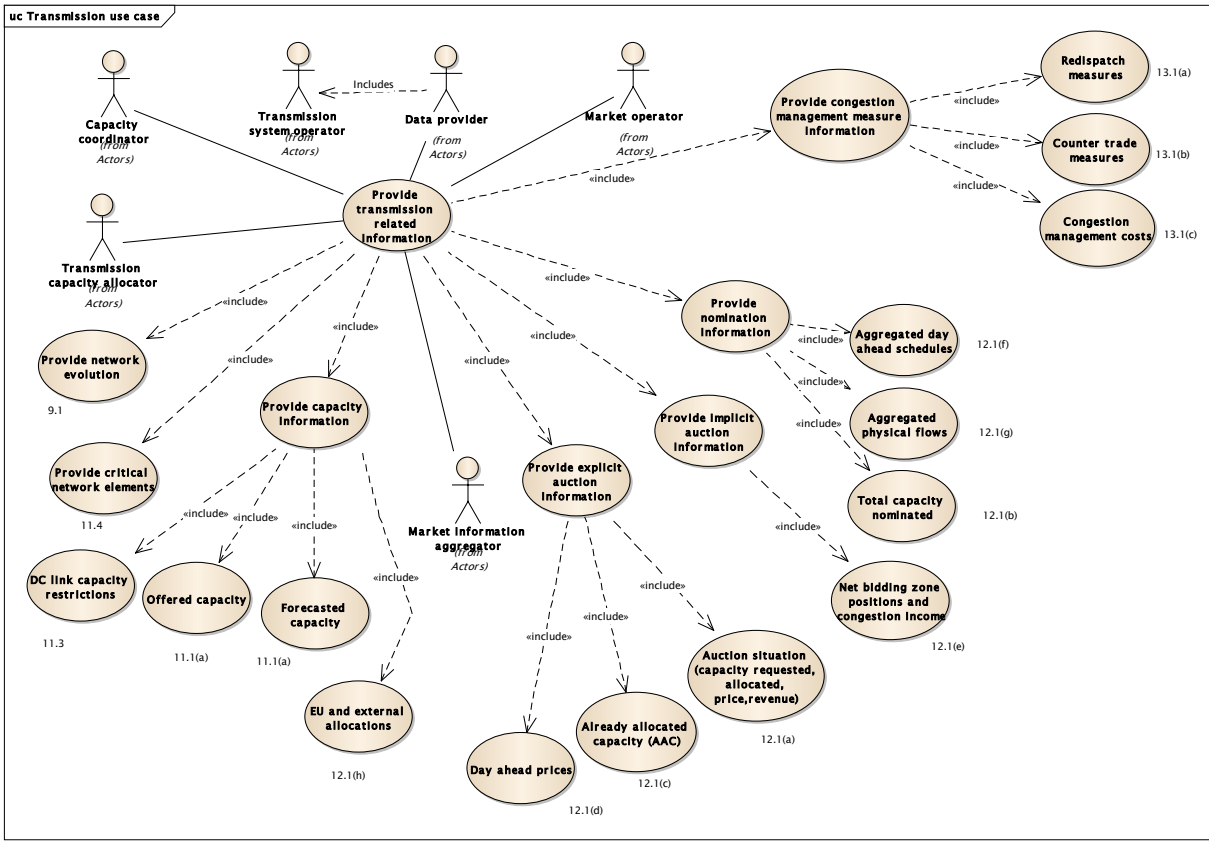 uc Transmission use case
Capacity
coordinator
(from
Actors)
Transmission
system operator
(from
Actors)
Includes
Data provider
(from
Actors)
Market operator
(from
Actors)
Provide congestion
management measure
information
«include»
Redispatch
measures
13.1(a)
«include»
Counter trade
measures
13.1(b)
«include»
Congestion
management costs
13.1(c)
«include»
Provide
transmission
related
information
Transmission
capacity allocator
(from
Actors)
«include»
Provide network
evolution
9.1
«include»
Provide critical
network elements
11.4
«include»
Provide capacity
information
«include»
DC link capacity
restrictions
11.3
«include»
Offered capacity
11.1(a)
«include»
Forecasted
capacity
11.1(a)
«include»
EU and external
allocations
12.1(h)
Market information
aggregator
(from
Actors)
«include»
Provide explicit
auction
information
«include»
Day ahead prices
12.1(d)
«include»
Already allocated
capacity (AAC)
12.1(c)
«include»
Auction situation
(capacity requested,
allocated,
price,revenue)
12.1(a)
«include»
Provide implicit
auction
information
«include»
Net bidding zone
positions and
congestion income
12.1(e)
«include»
Provide
nomination
information
«include»
Aggregated day
ahead schedules
12.1(f)
«include»
Aggregated
physical flows
12.1(g)
«include»
Total capacity
nominated
12.1(b)